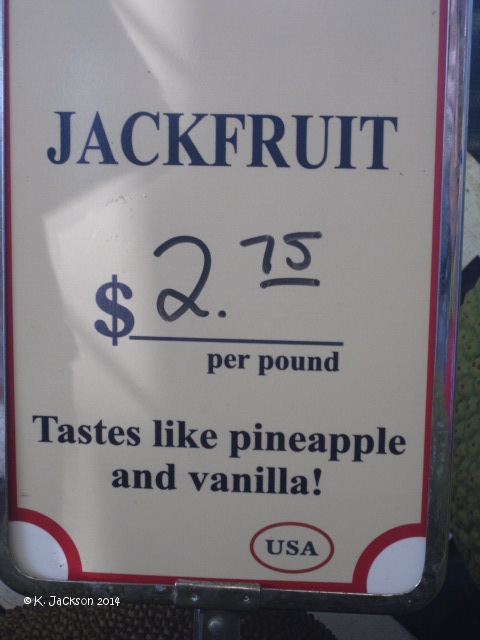 JACKFRUIT
$2.75
per pound
Tastes like pineapple
and vanilla!
USA
© K. Jackson 2014